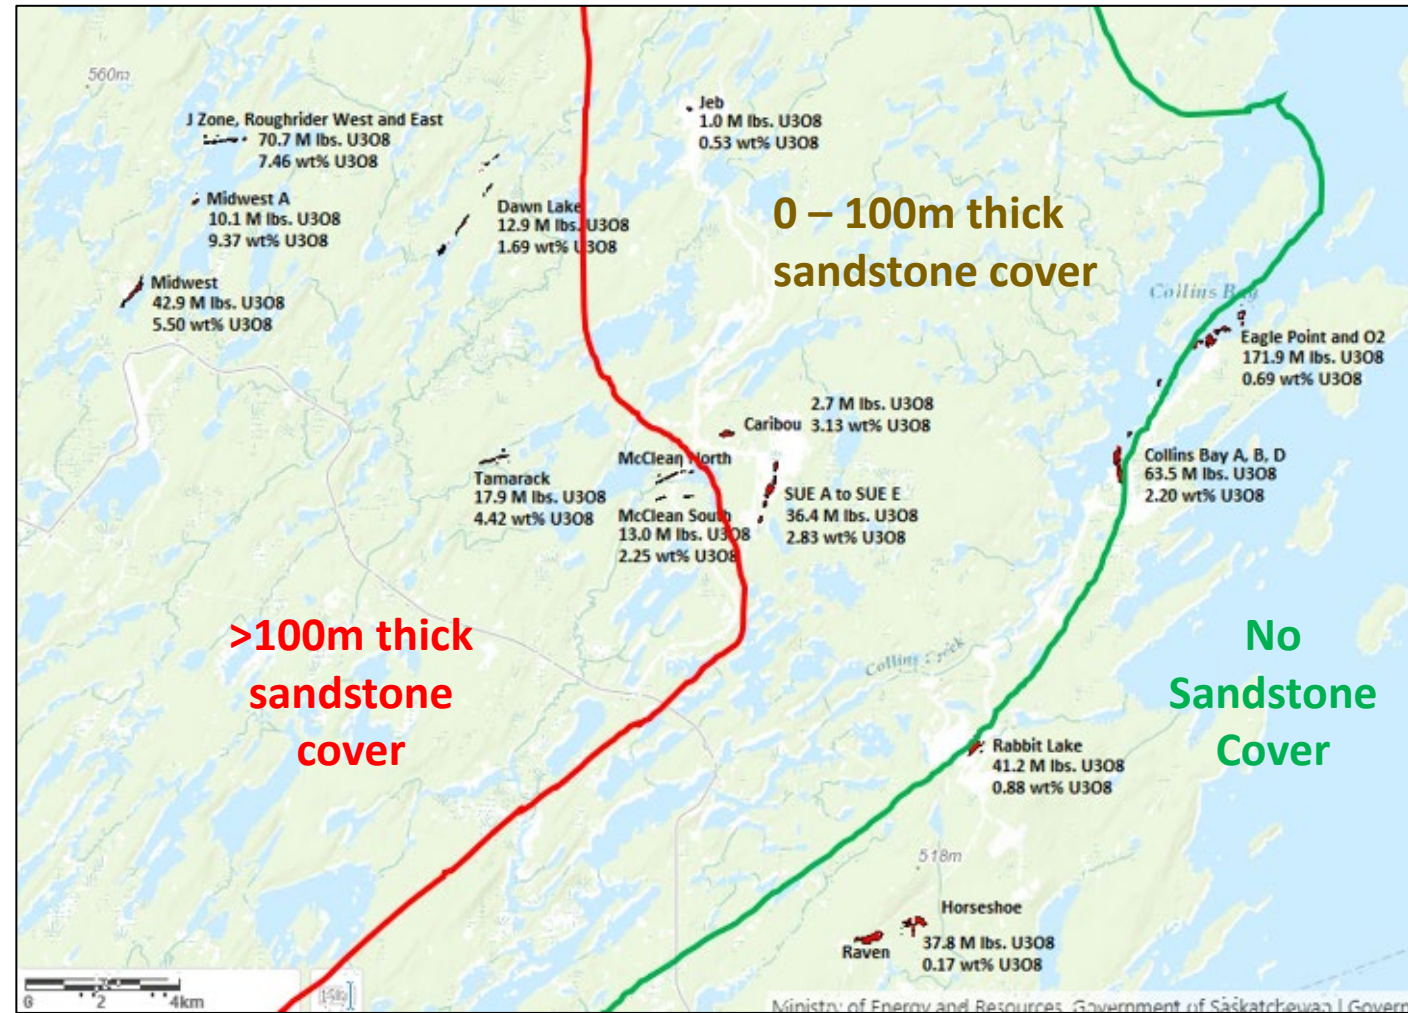 560m
J Zone, Roughrider West and East
70.7 M lbs. U3O8
7.46 wt% U3O8
Jeb
1.0 M lbs. U3O8
0.53 wt% U3O8
Midwest A
10.1 M lbs. U3O8
9.37 wt% U3O8
Dawn Lake
12.9 M lbs. U3O8
1.69 wt% U3O8
0 – 100m thick
sandstone cover
Midwest
42.9 M lbs. U3O8
5.50 wt% U3O8
Collins Bay
Eagle Point and O2
171.9 M lbs. U3O8
0.69 wt% U3O8
2.7 M lbs. U3O8
Caribou 3.13 wt% U3O8
McClean North
Tamarack
17.9 M lbs. U3O8
4.42 wt% U3O8
McClean South
13.0 M lbs. U3O8
2.25 wt% U3O8
SUE A to SUE E
36.4 M lbs. U3O8
2.83 wt% U3O8
Collins Bay A, B, D
63.5 M lbs. U3O8
2.20 wt% U3O8
>100m thick
sandstone
cover
No
Sandstone
Cover
Collins Creek
Rabbit Lake
41.2 M lbs. U3O8
0.88 wt% U3O8
518m
Horseshoe
37.8 M lbs. U3O8
0.17 wt% U3O8
Raven
0 2 4km
Ministry of Energy and Resources, Government of Saskatchewan | Govern